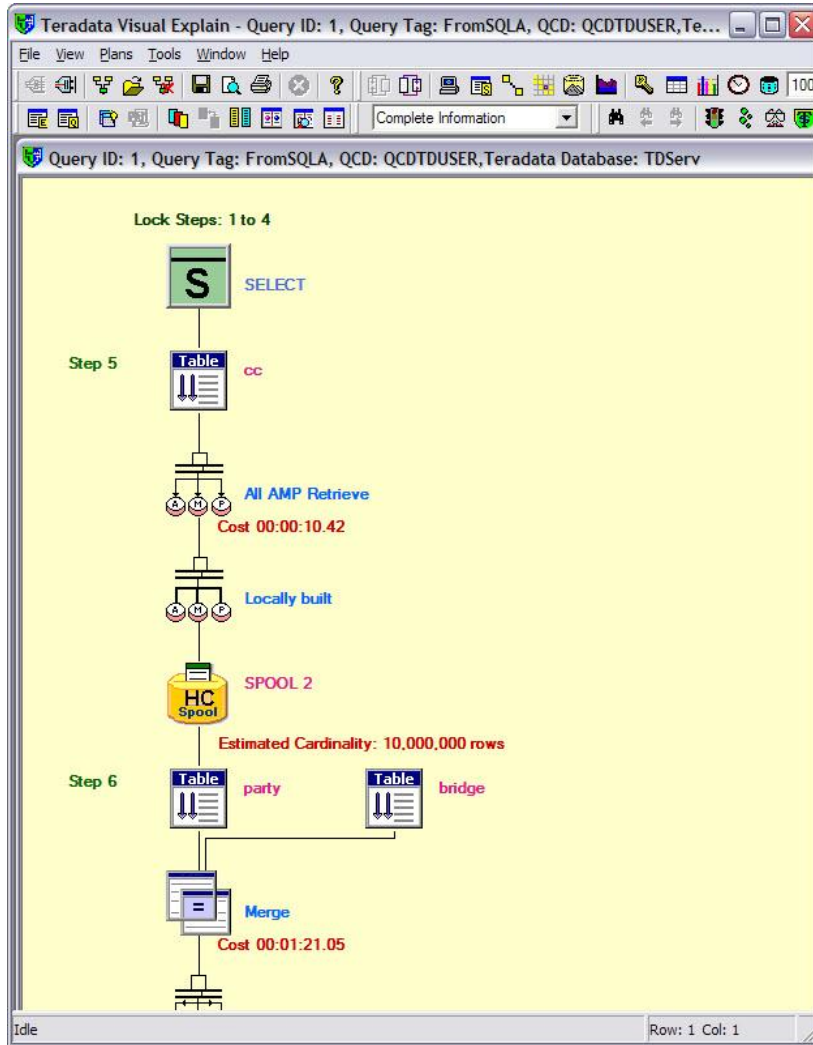 Teradata Visual Explain - Query ID: 1, Query Tag: FromSQLA, QCD: QCDTDUSER,Te...
File View Plans Tools Window Help
100
Complete Information
Query ID: 1, Query Tag: FromSQLA, QCD: QCDTDUSER,Teradata Database: TDServ
Lock Steps: 1 to 4
S
SELECT
Step 5
Table
cc
A M P
All AMP Retrieve
Cost 00:00:10.42
A M P
Locally built
HC
Spool
SPOOL 2
Estimated Cardinality: 10,000,000 rows
Step 6
Table
party
Table
bridge
=
Merge
Cost 00:01:21.05
Idle
Row: 1 Col: 1